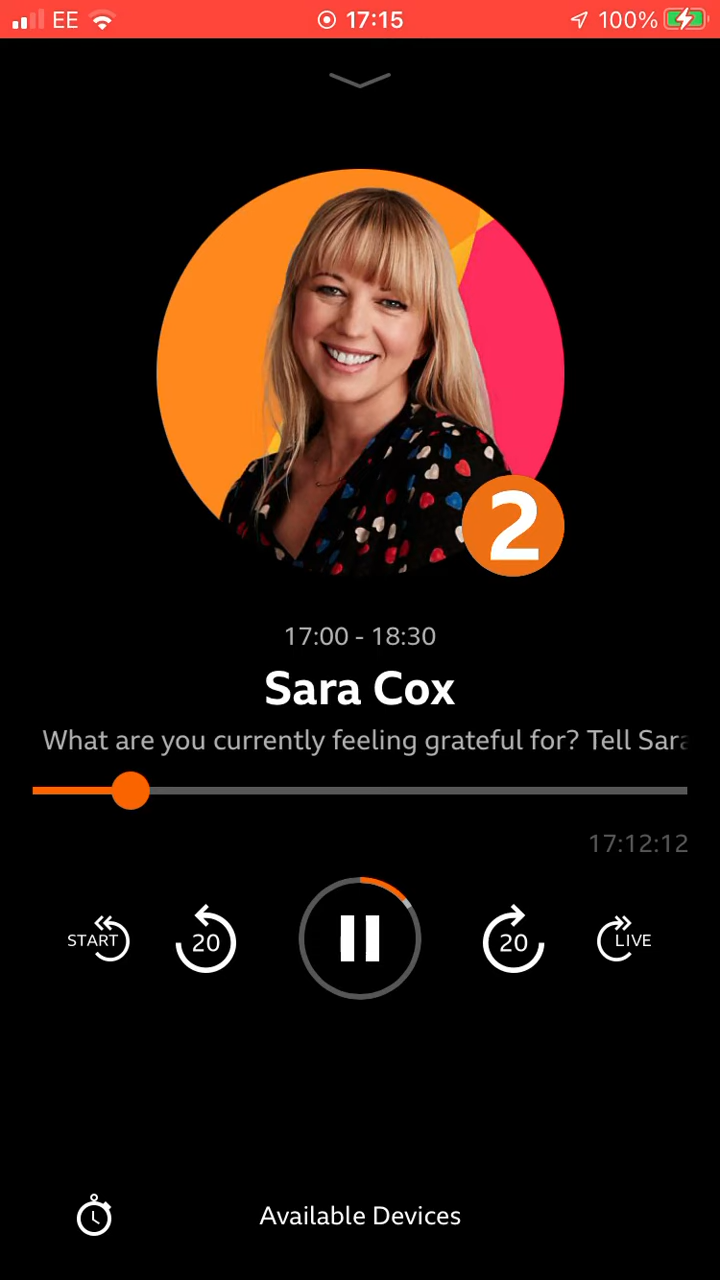 EE 17:15 100%
2
17:00 - 18:30
Sara Cox
What are you currently feeling grateful for? Tell Sara
17:12:12
START 20 20 LIVE
Available Devices